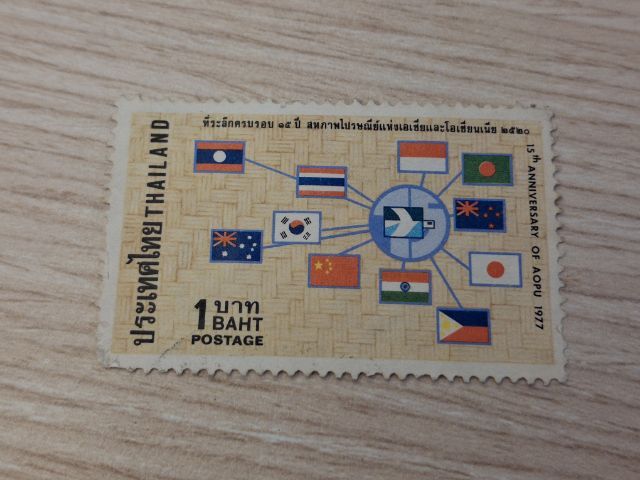 ที่ระลึกครบรอบ ๑๕ ปี สหภาพไปรษณีย์แห่งเอเชียและโอเชียนเนีย ๒๕๒๐
ประเทศไทย THAILAND
15th ANNIVERSARY OF AOPU 1977
1 บาท
BAHT
POSTAGE